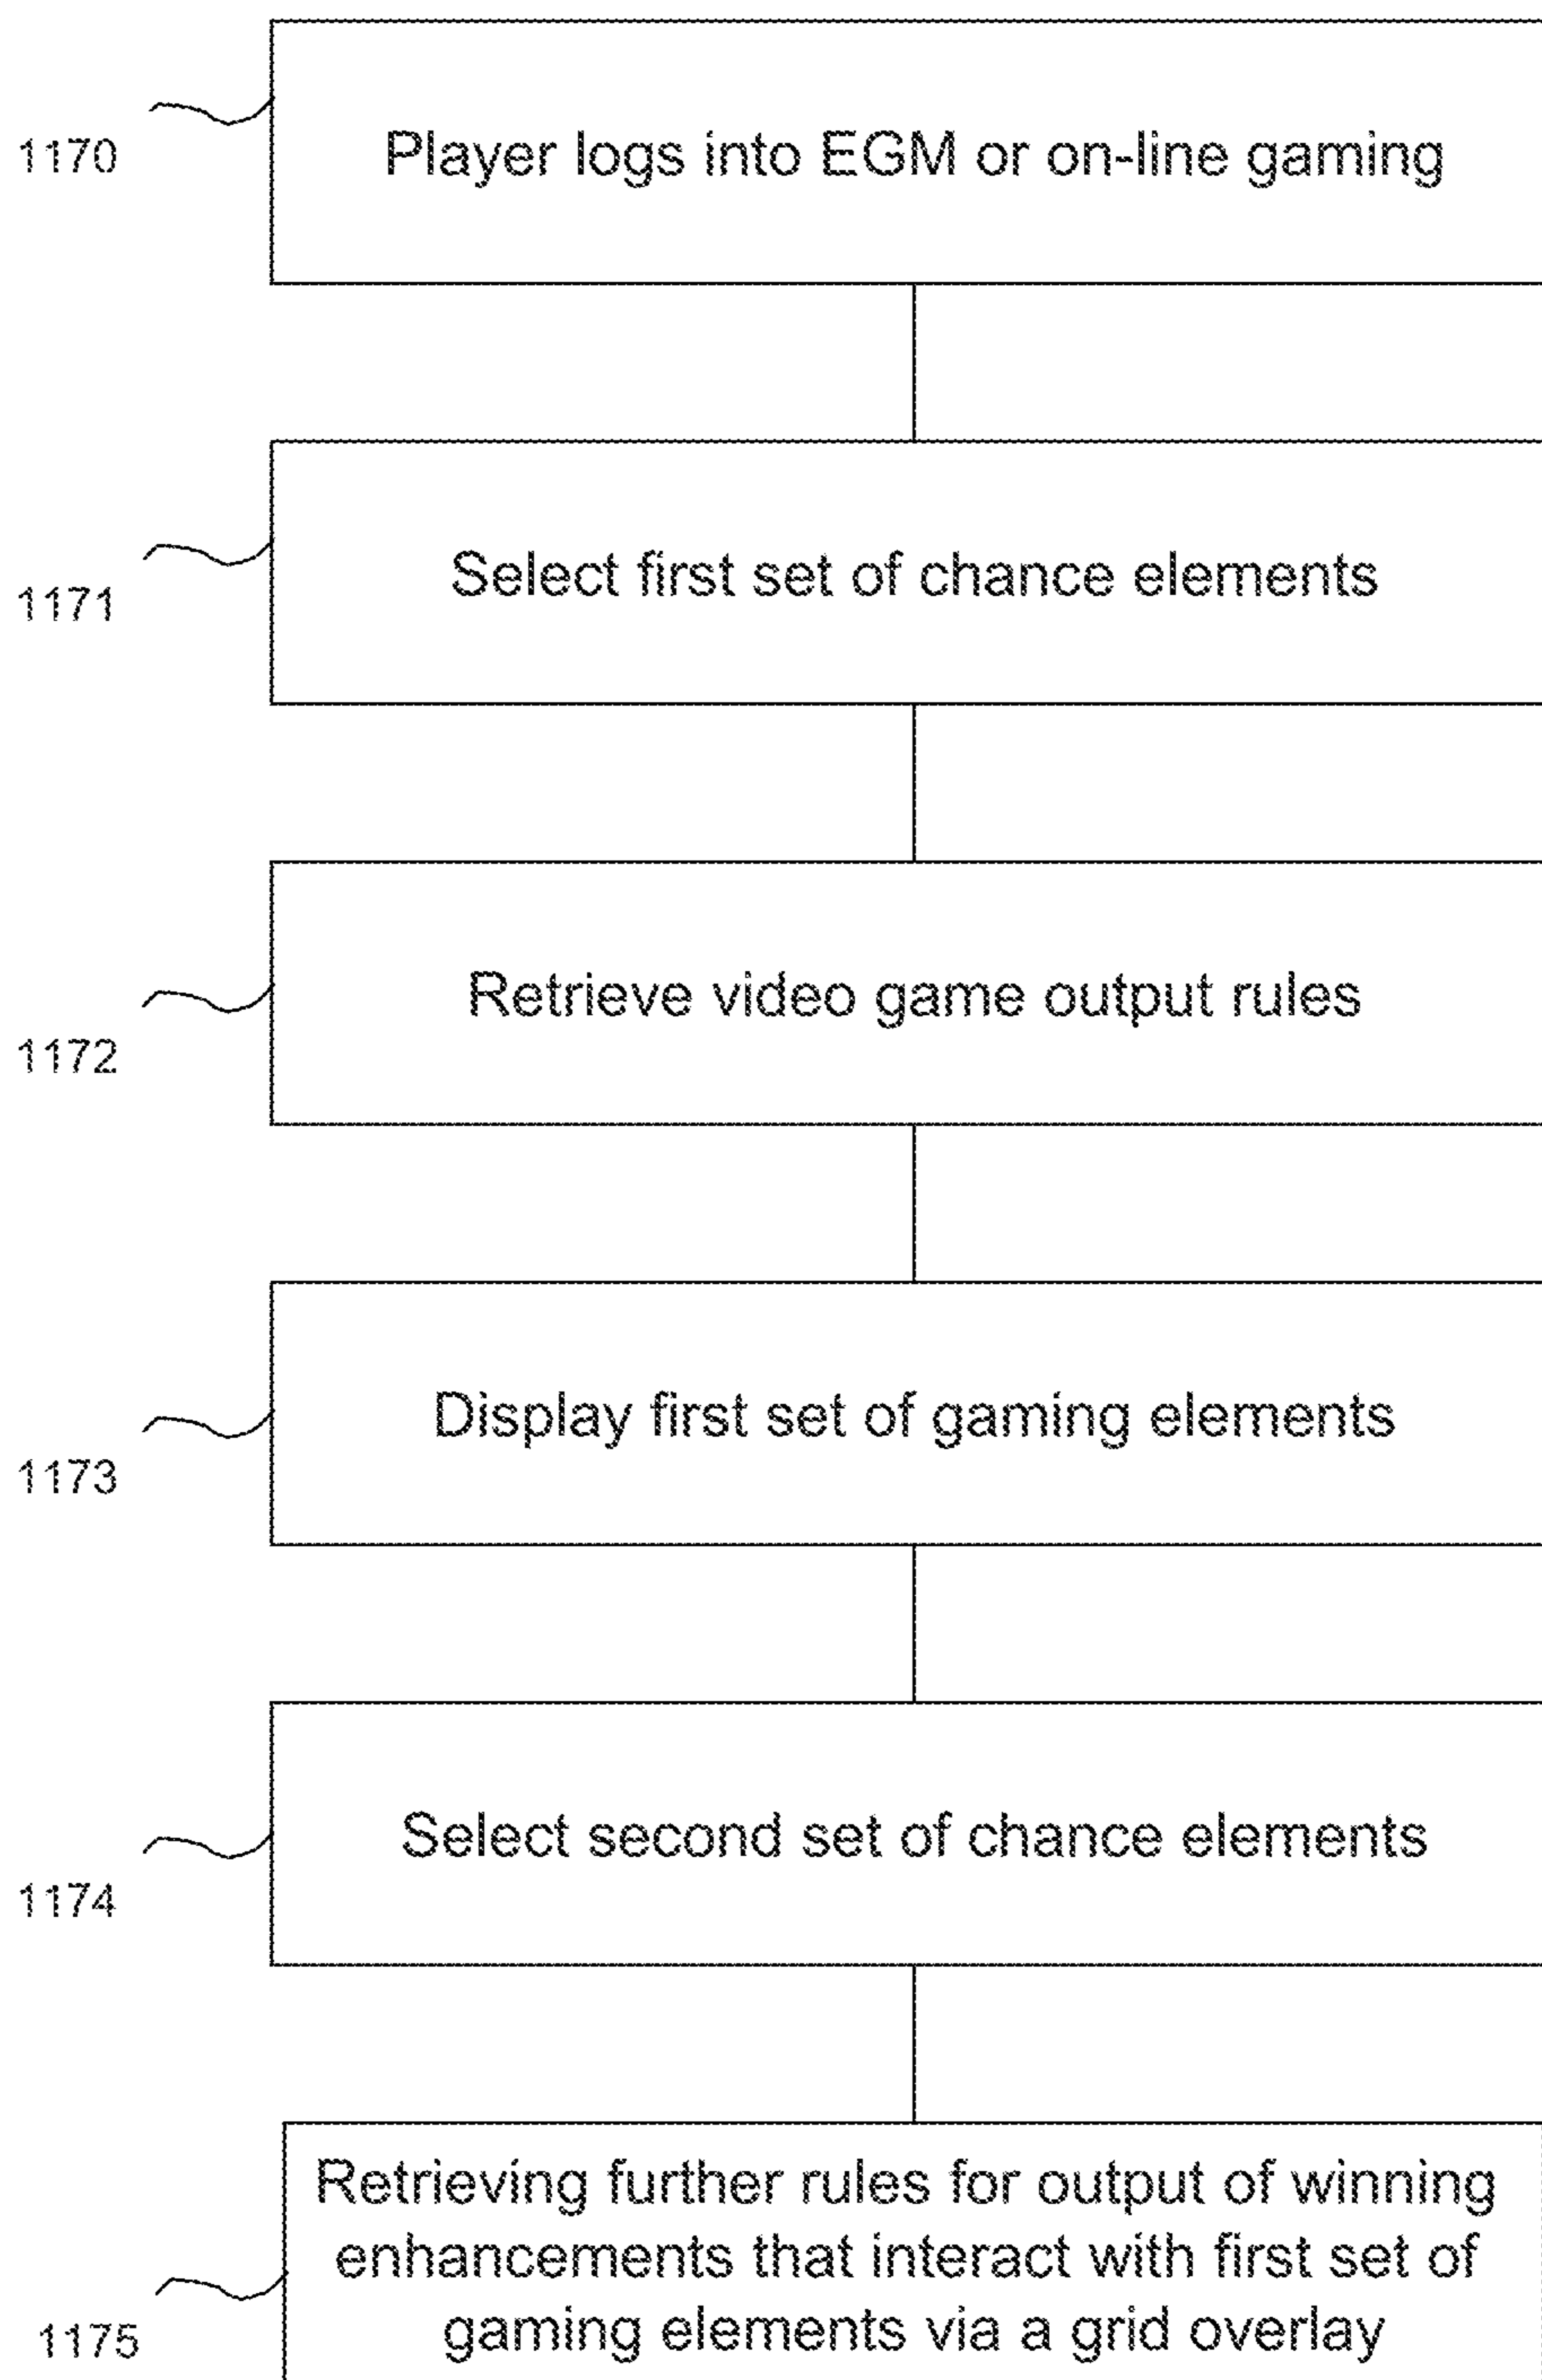 Player logs into EGM or on-line gaming
1170
Select first set of chance elements
1171
Retrieve video game output rules
1172
Display first set of gaming elements
1173
Select second set of chance elements
1174
Retrieving further rules for output of winning
enhancements that interact with first set of
gaming elements via a grid overlay
1175